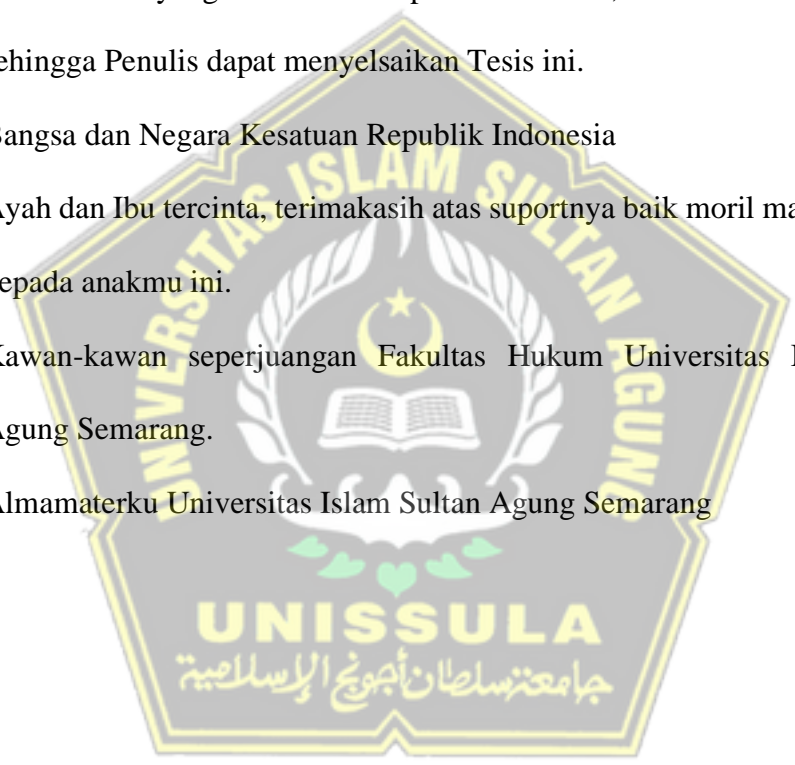 ehingga Penulis dapat menyelsaikan Tesis ini.
Bangsa dan Negara Kesatuan Republik Indonesia
Ayah dan Ibu tercinta, terimakasih atas suportnya baik moril ma
epada anakmu ini.
Kawan-kawan seperjuangan Fakultas Hukum Universitas I
Agung Semarang.
Almamaterku Universitas Islam Sultan Agung Semarang
UNIVERSITAS ISLAM SULTAN AGUNG
UNISSULA
جامعة سلطان أجونج الإسلامية